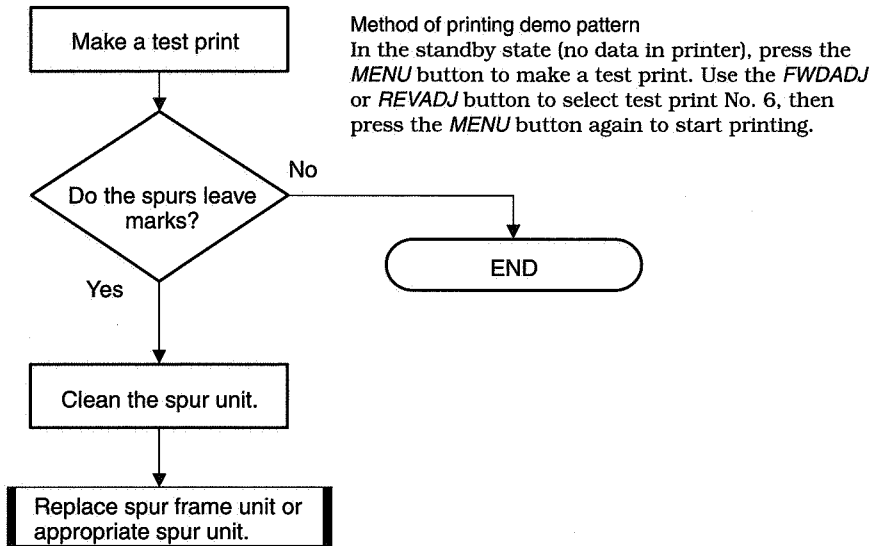 Make a test print
Method of printing demo pattern
In the standby state (no data in printer), press the
MENU button to make a test print. Use the FWDADJ
or REVADJ button to select test print No. 6, then
press the MENU button again to start printing.
Do the spurs leave
marks?
No
END
Yes
Clean the spur unit.
Replace spur frame unit or
appropriate spur unit.